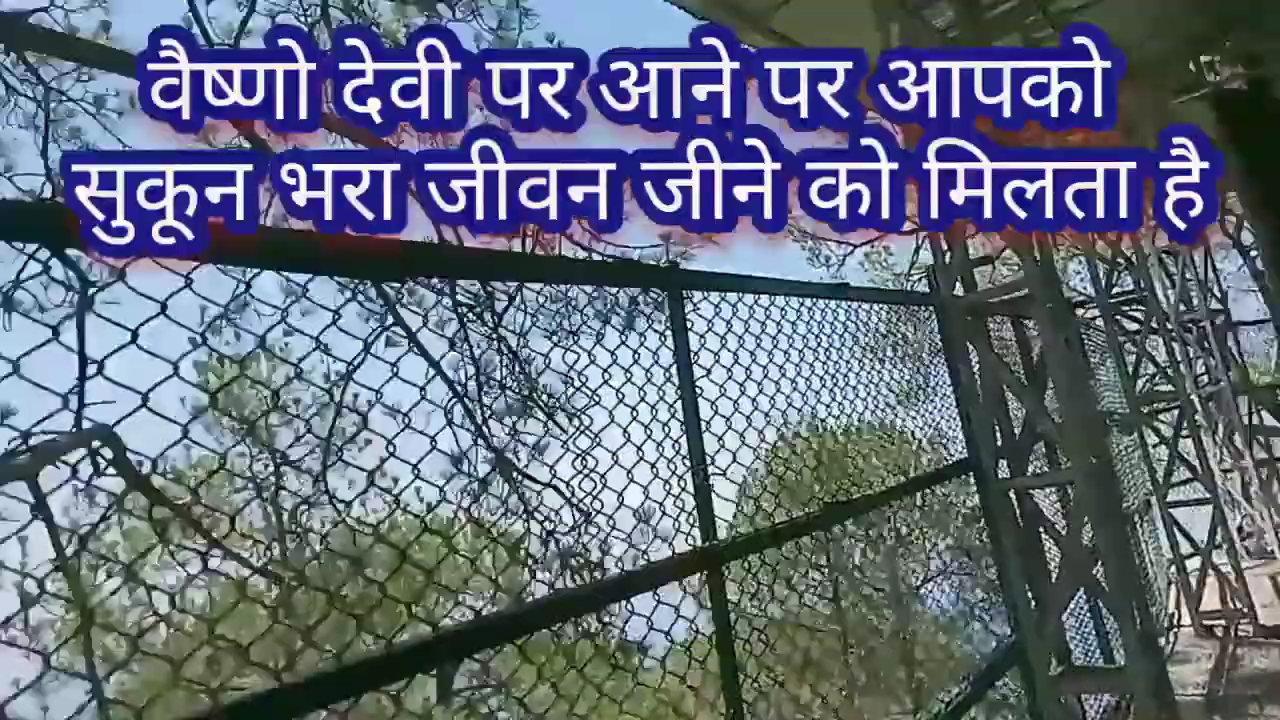 वैष्णो देवी पर आने पर आपको
सुकून भरा जीवन जीने को मिलता है